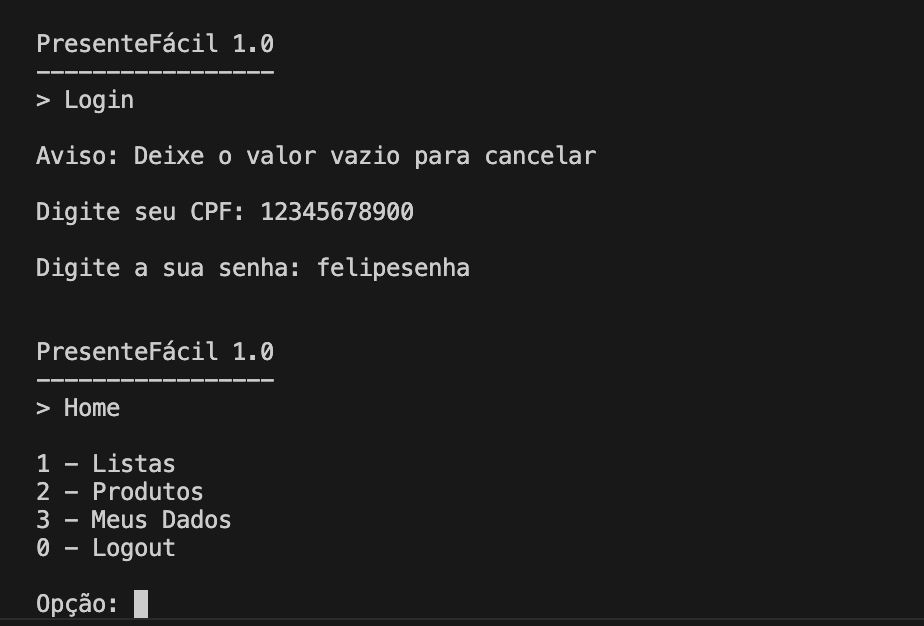 PresenteFácil 1.0
-----------------
> Login
Aviso: Deixe o valor vazio para cancelar
Digite seu CPF: 12345678900
Digite a sua senha: felipesenha
PresenteFácil 1.0
-----------------
> Home
1 - Listas
2 - Produtos
3 - Meus Dados
0 - Logout
Opção: